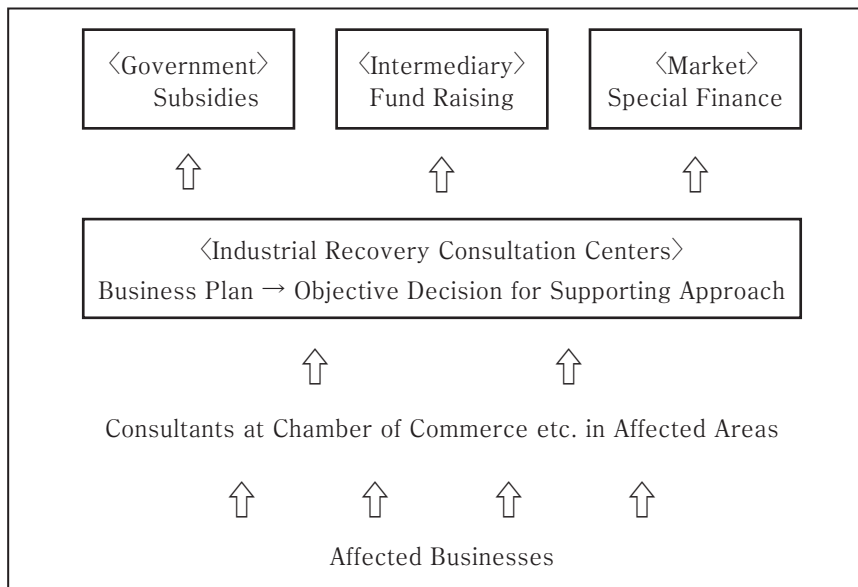 〈Government〉
Subsidies
〈Intermediary〉
Fund Raising
〈Market〉
Special Finance
〈Industrial Recovery Consultation Centers〉
Business Plan → Objective Decision for Supporting Approach
Consultants at Chamber of Commerce etc. in Affected Areas
Affected Businesses